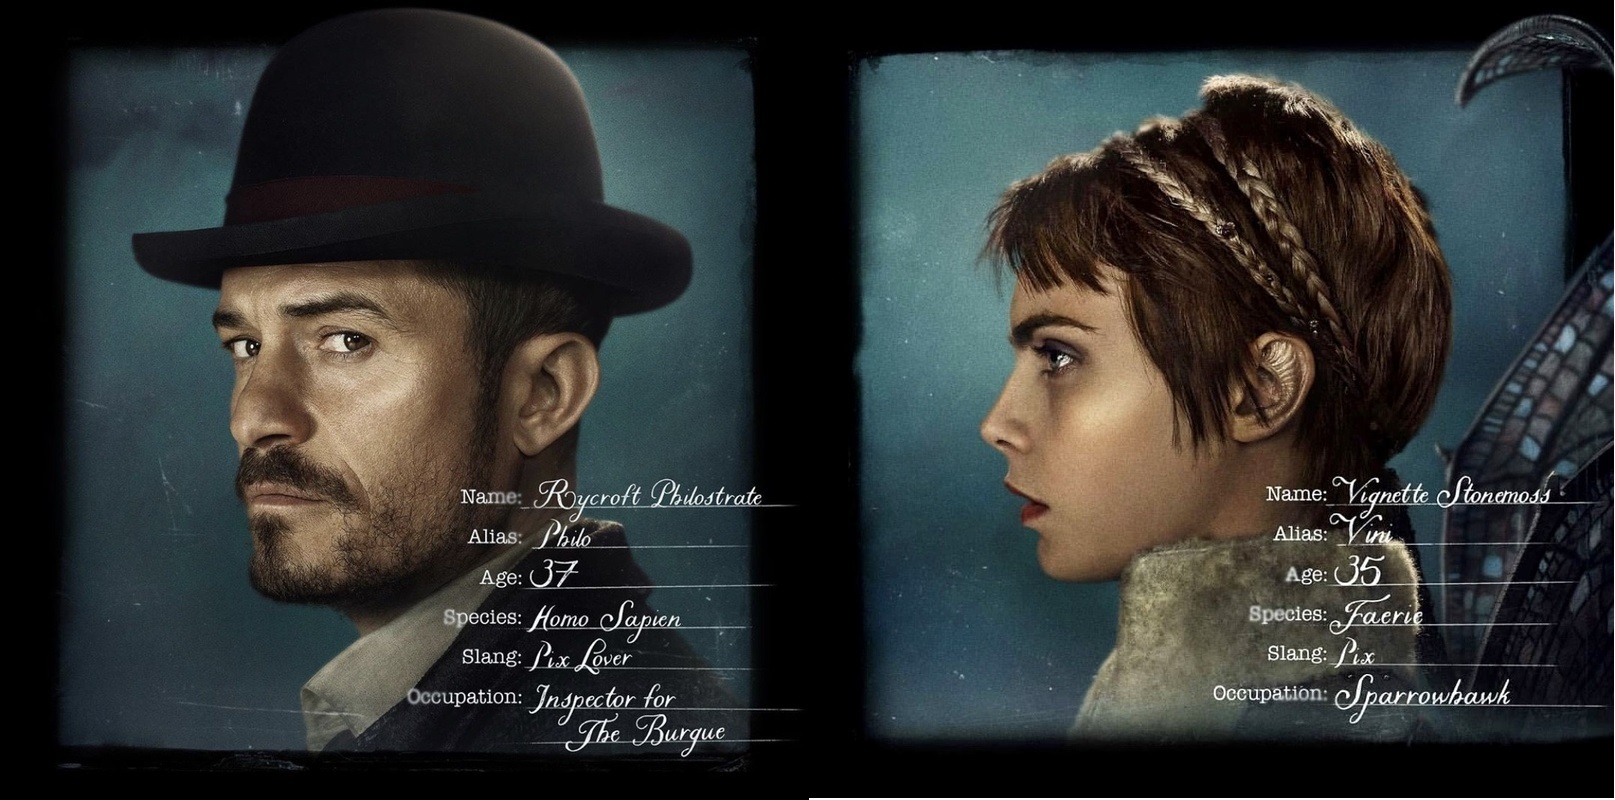 Name: Rycroft Philostrate
Alias: Philo
Age: 37
Species: Homo Sapien
Slang: Pix Lover
Occupation: Inspector for
The Burgue
Name: Vignette Stonemoss
Alias: Vini
Age: 35
Species: Faerie
Slang: Pix
Occupation: Sparrowhawk